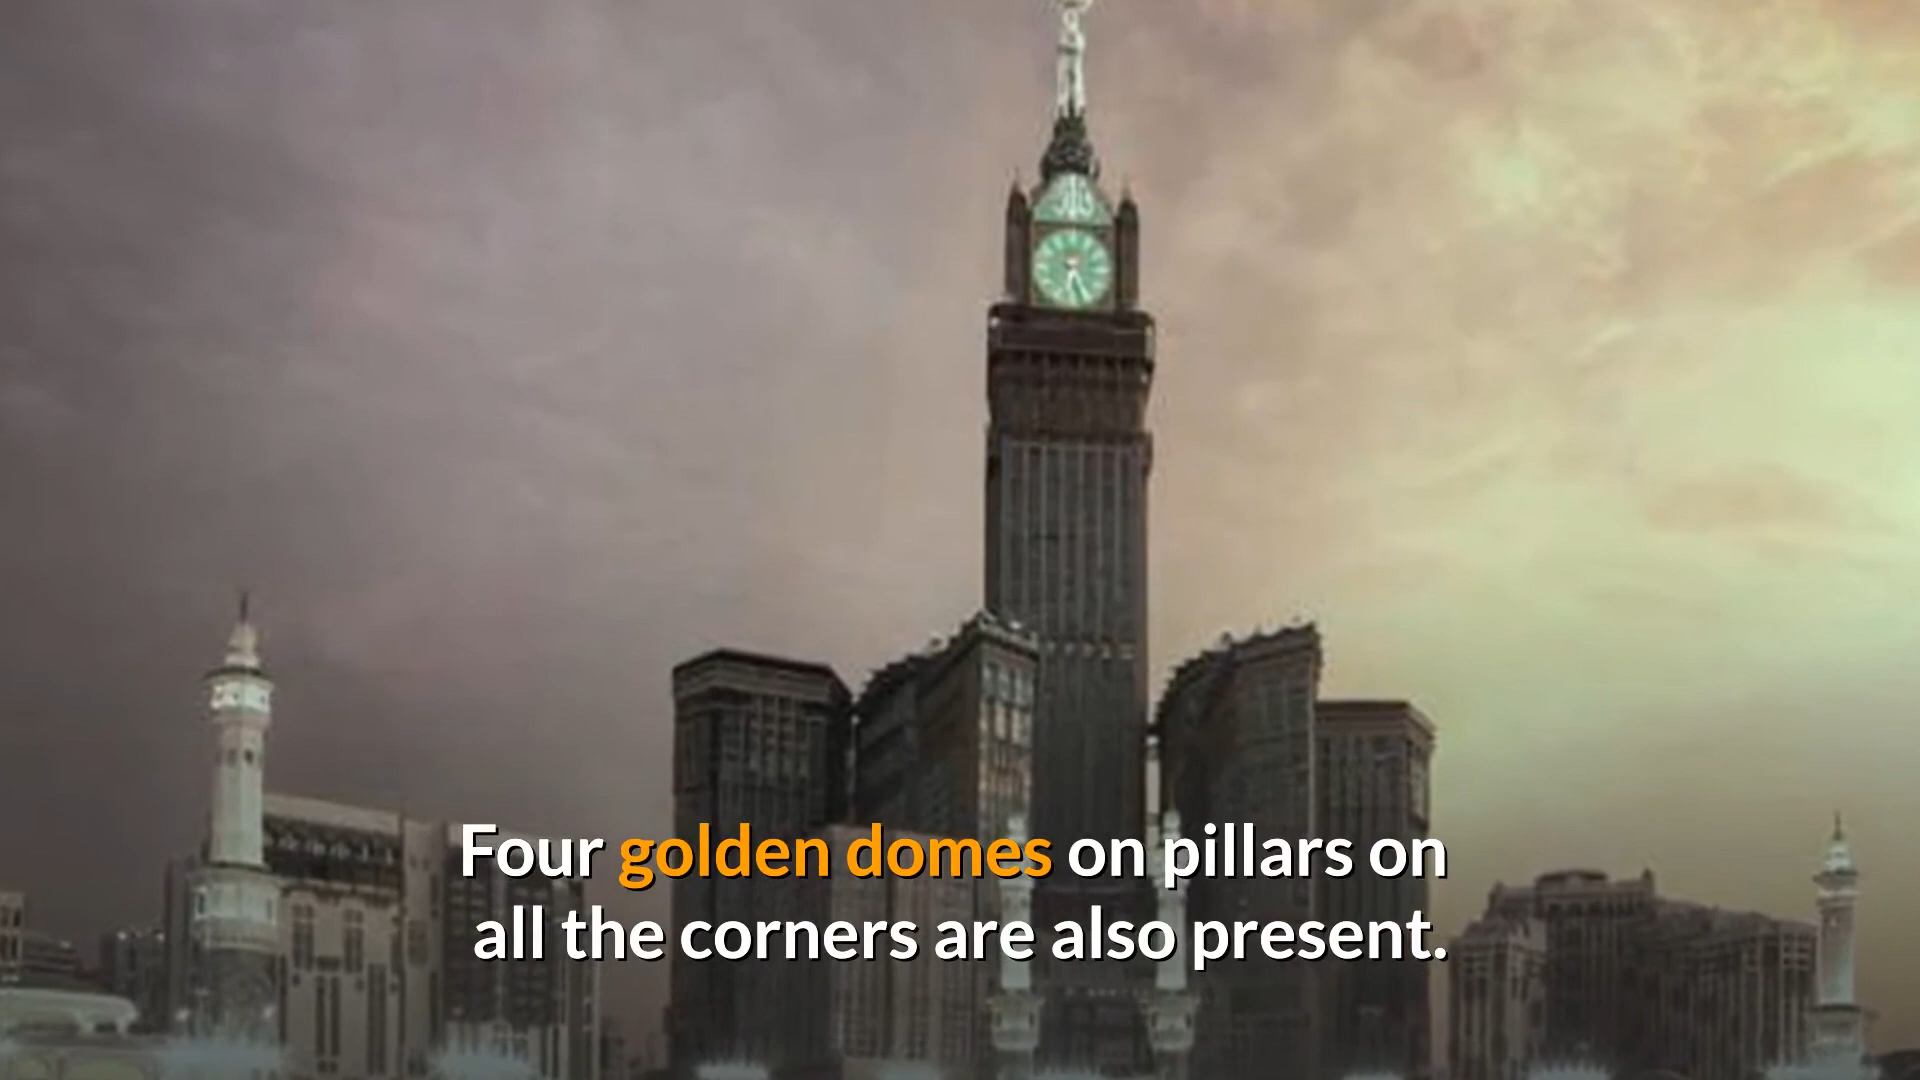 Four golden domes on pillars on
all the corners are also present.